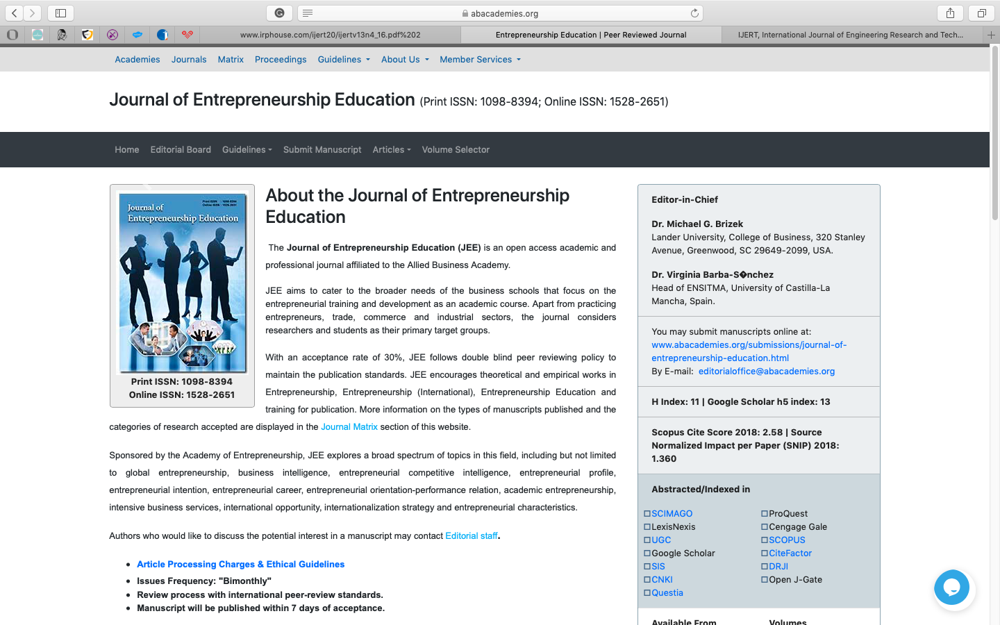 abacademies.org
www.irphouse.com/ijert20/ijertv13n4_16.pdf%202
Entrepreneurship Education | Peer Reviewed Journal
IJERT, International Journal of Engineering Research and Tech...
Academies Journals Matrix Proceedings Guidelines About Us Member Services
Journal of Entrepreneurship Education (Print ISSN: 1098-8394; Online ISSN: 1528-2651)
Home Editorial Board Guidelines Submit Manuscript Articles Volume Selector
Print ISSN : 1098-8394
Online ISSN : 1528-2651
Journal of
Entrepreneurship Education
Print ISSN: 1098-8394
Online ISSN: 1528-2651
About the Journal of Entrepreneurship
Education
The Journal of Entrepreneurship Education (JEE) is an open access academic and
professional journal affiliated to the Allied Business Academy.
JEE aims to cater to the broader needs of the business schools that focus on the
entrepreneurial training and development as an academic course. Apart from practicing
entrepreneurs, trade, commerce and industrial sectors, the journal considers
researchers and students as their primary target groups.
With an acceptance rate of 30%, JEE follows double blind peer reviewing policy to
maintain the publication standards. JEE encourages theoretical and empirical works in
Entrepreneurship, Entrepreneurship (International), Entrepreneurship Education and
training for publication. More information on the types of manuscripts published and the
categories of research accepted are displayed in the Journal Matrix section of this website.
Sponsored by the Academy of Entrepreneurship, JEE explores a broad spectrum of topics in this field, including but not limited
to global entrepreneurship, business intelligence, entrepreneurial competitive intelligence, entrepreneurial profile,
entrepreneurial intention, entrepreneurial career, entrepreneurial orientation-performance relation, academic entrepreneurship,
intensive business services, international opportunity, internationalization strategy and entrepreneurial characteristics.
Authors who would like to discuss the potential interest in a manuscript may contact Editorial staff.
• Article Processing Charges & Ethical Guidelines
• Issues Frequency: "Bimonthly"
• Review process with international peer-review standards.
• Manuscript will be published within 7 days of acceptance.
Editor-in-Chief
Dr. Michael G. Brizek
Lander University, College of Business, 320 Stanley
Avenue, Greenwood, SC 29649-2099, USA.
Dr. Virginia Barba-S�nchez
Head of ENSITMA, University of Castilla-La
Mancha, Spain.
You may submit manuscripts online at:
www.abacademies.org/submissions/journal-of-
entrepreneurship-education.html
By E-mail: editorialoffice@abacademies.org
H Index: 11 | Google Scholar h5 index: 13
Scopus Cite Score 2018: 2.58 | Source
Normalized Impact per Paper (SNIP) 2018:
1.360
Abstracted/Indexed in
SCIMAGO ProQuest
LexisNexis Cengage Gale
UGC SCOPUS
Google Scholar CiteFactor
SIS DRJI
CNKI Open J-Gate
Questia
Available From Volumes